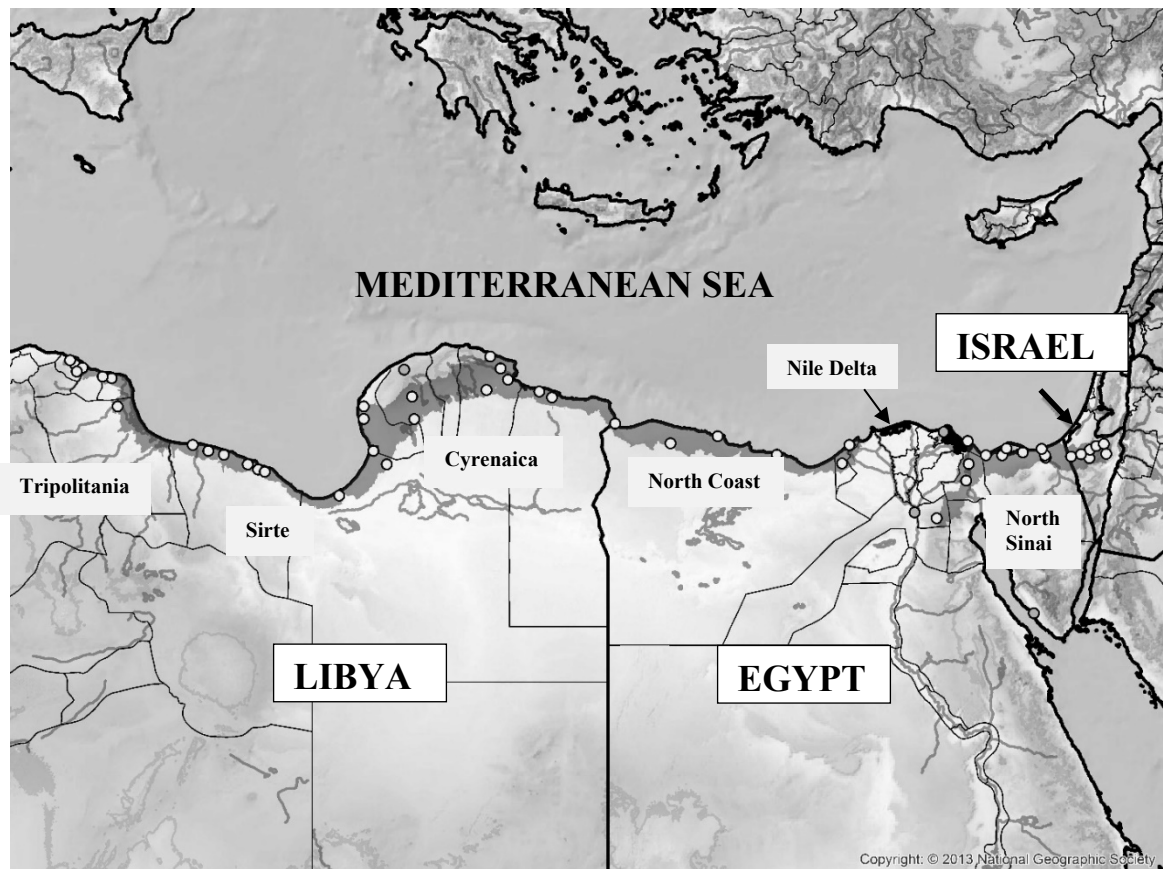 MEDITERRANEAN SEA
ISRAEL
Nile Delta
Cyrenaica
North Coast
Tripolitania
Sirte
North
Sinai
LIBYA
EGYPT
Copyright: © 2013 National Geographic Society